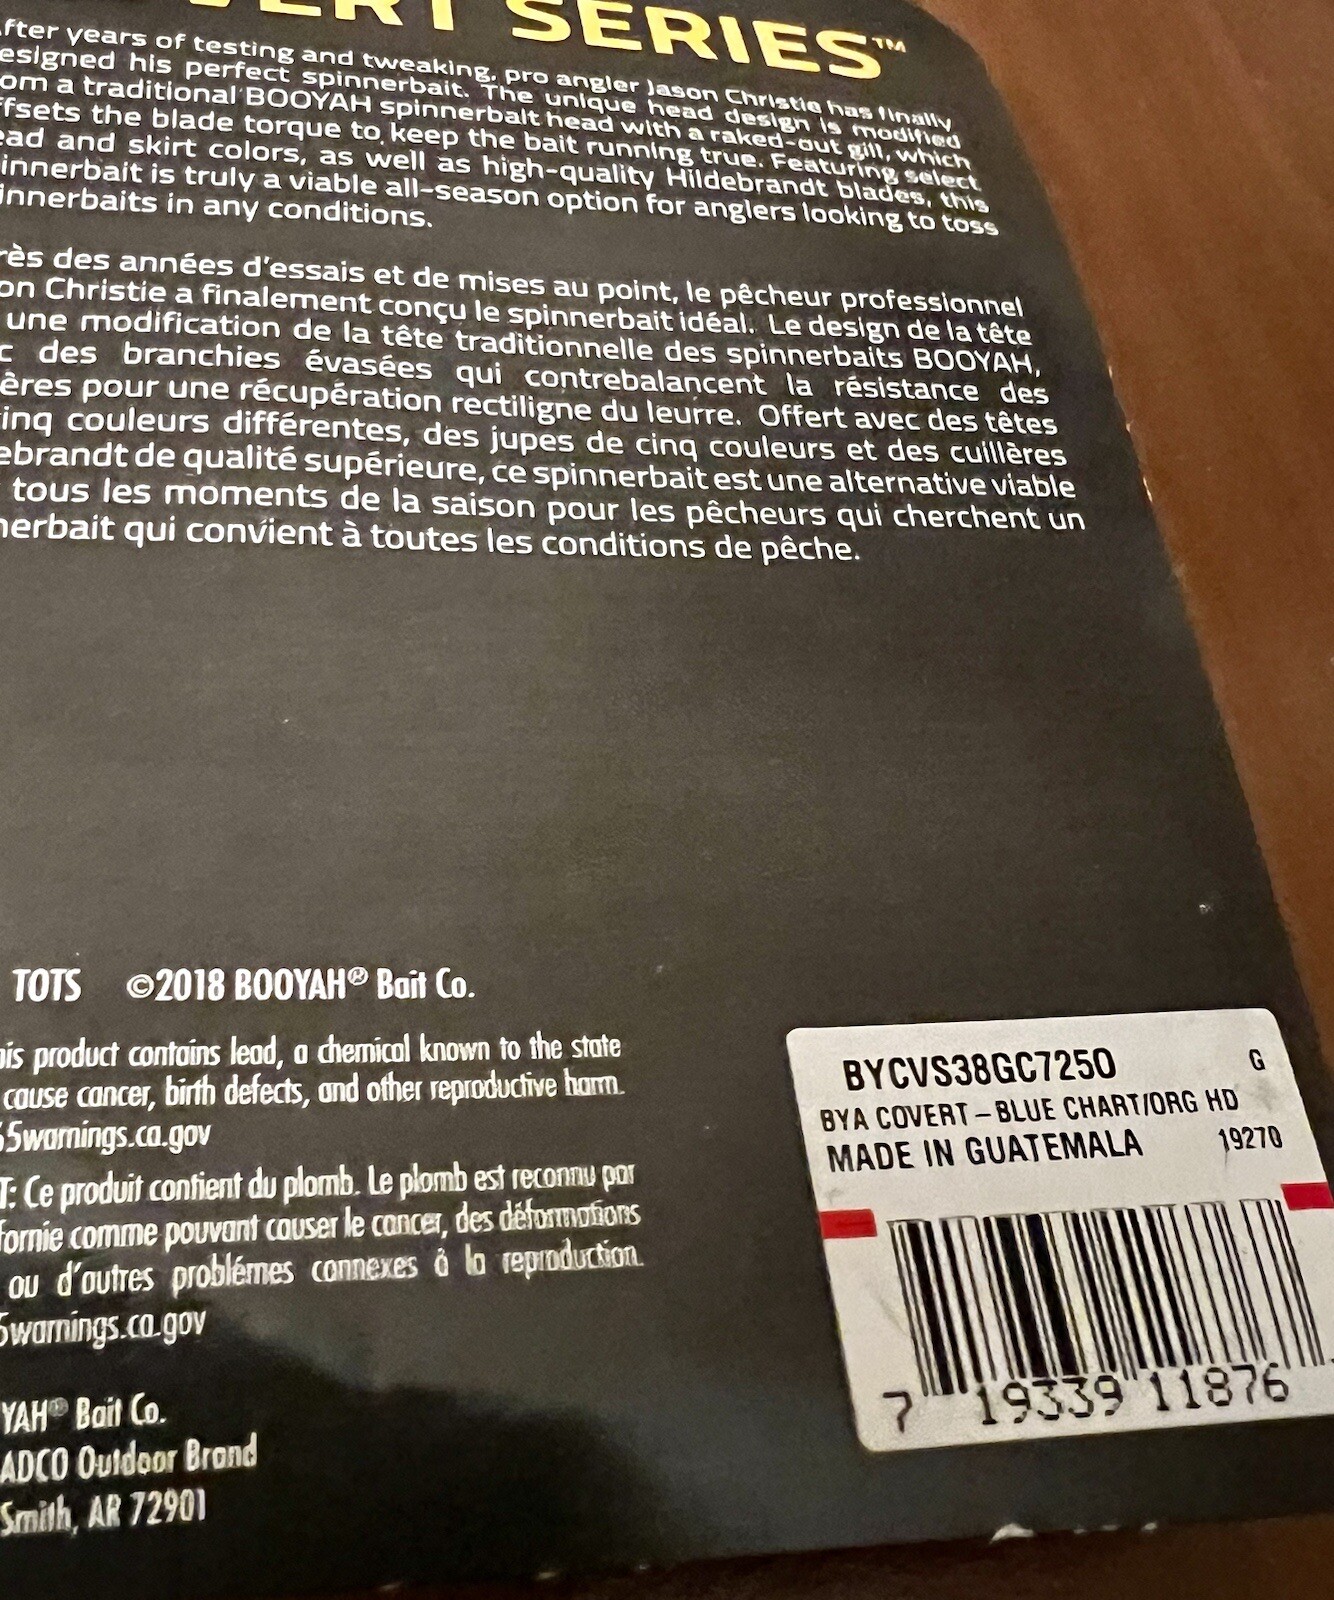 VERT SERIES™
fter years of testing and tweaking, pro angler Jason Christie has finally
esigned his perfect spinnerbait. The unique head design is modified
om a traditional BOOYAH spinnerbait head with a raked-out gill, which
ffsets the blade torque to keep the bait running true. Featuring select
ead and skirt colors, as well as high-quality Hildebrandt blades, this
innerbait is truly a viable all-season option for anglers looking to toss
innerbaits in any conditions.
rès des années d'essais et de mises au point, le pêcheur professionnel
on Christie a finalement conçu le spinnerbait idéal. Le design de la tête
une modification de la tête traditionnelle des spinnerbaits BOOYAH,
c des branchies évasées qui contrebalancent la résistance des
ères pour une récupération rectiligne du leurre. Offert avec des têtes
inq couleurs différentes, des jupes de cinq couleurs et des cuillères
ebrandt de qualité supérieure, ce spinnerbait est une alternative viable
tous les moments de la saison pour les pêcheurs qui cherchent un
nerbait qui convient à toutes les conditions de pêche.
TOTS ©2018 BOOYAH® Bait Co.
his product contains lead, a chemical known to the state
cause cancer, birth defects, and other reproductive harm.
5warnings.ca.gov
T: Ce produit contient du plomb. Le plomb est reconnu par
fornie comme pouvant causer le cancer, des déformations
ou d'autres problémes connexes à la reproduction.
5warnings.ca.gov
YAH® Bait Co.
ADCO Outdoor Brand
Smith, AR 72901
BYCVS38GC7250 G
BYA COVERT – BLUE CHART/ORG HD
MADE IN GUATEMALA 19270
7 19339 11876